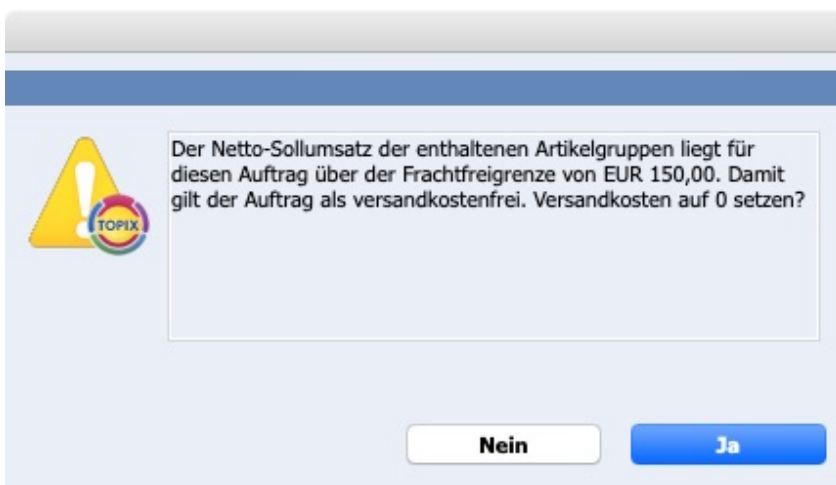 Der Netto-Sollumsatz der enthaltenen Artikelgruppen liegt für
diesen Auftrag über der Frachtfreigrenze von EUR 150,00. Damit
gilt der Auftrag als versandkostenfrei. Versandkosten auf 0 setzen?
TOPIX
Nein
Ja